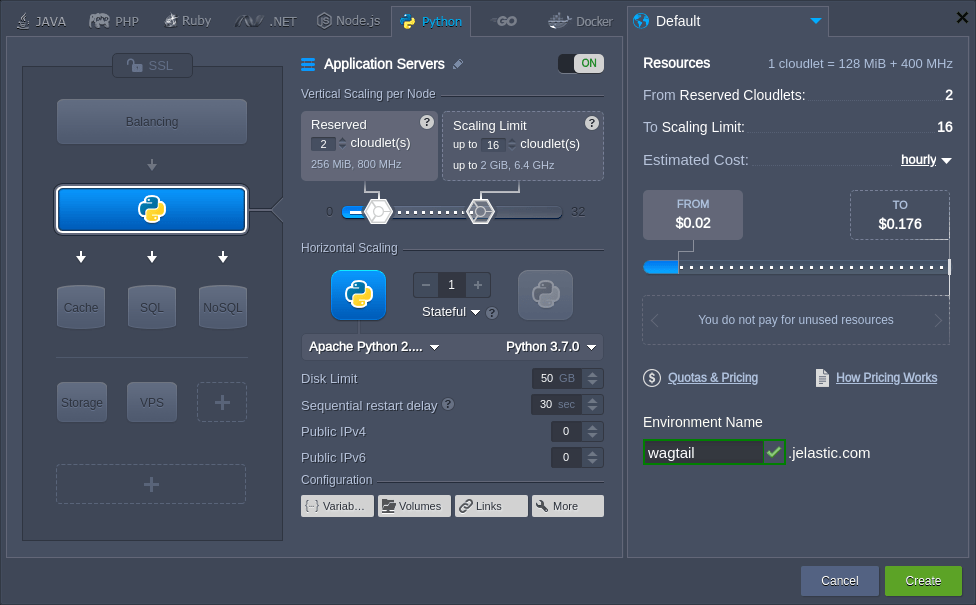 JAVA PHP Ruby .NET Node.js Python GO Docker
SSL
Balancing
Cache SQL NoSQL
Storage VPS
Application Servers ON
Vertical Scaling per Node
Reserved ?
2 cloudlet(s)
256 MiB, 800 MHz
Scaling Limit ?
up to 16 cloudlet(s)
up to 2 GiB, 6.4 GHz
0 32
Horizontal Scaling
1
Stateful ?
Apache Python 2.... Python 3.7.0
Disk Limit 50 GB
Sequential restart delay ? 30 sec
Public IPv4 0
Public IPv6 0
Configuration
Variab... Volumes Links More
Default
Resources 1 cloudlet = 128 MiB + 400 MHz
From Reserved Cloudlets: 2
To Scaling Limit: 16
Estimated Cost: hourly
FROM
$0.02
TO
$0.176
You do not pay for unused resources
Quotas & Pricing How Pricing Works
Environment Name
wagtail .jelastic.com
Cancel Create